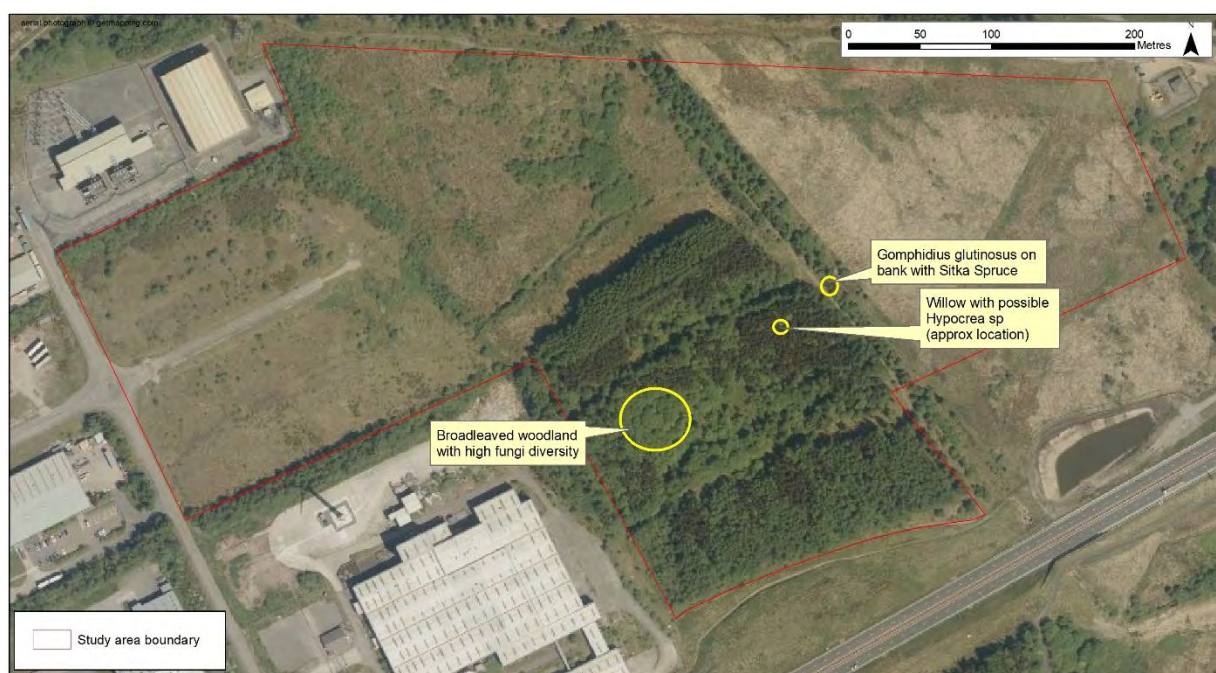 aerial photograph © getmapping.com
N
0 50 100 200
Metres
Gomphidius glutinosus on
bank with Sitka Spruce
Willow with possible
Hypocrea sp
(approx location)
Broadleaved woodland
with high fungi diversity
Study area boundary